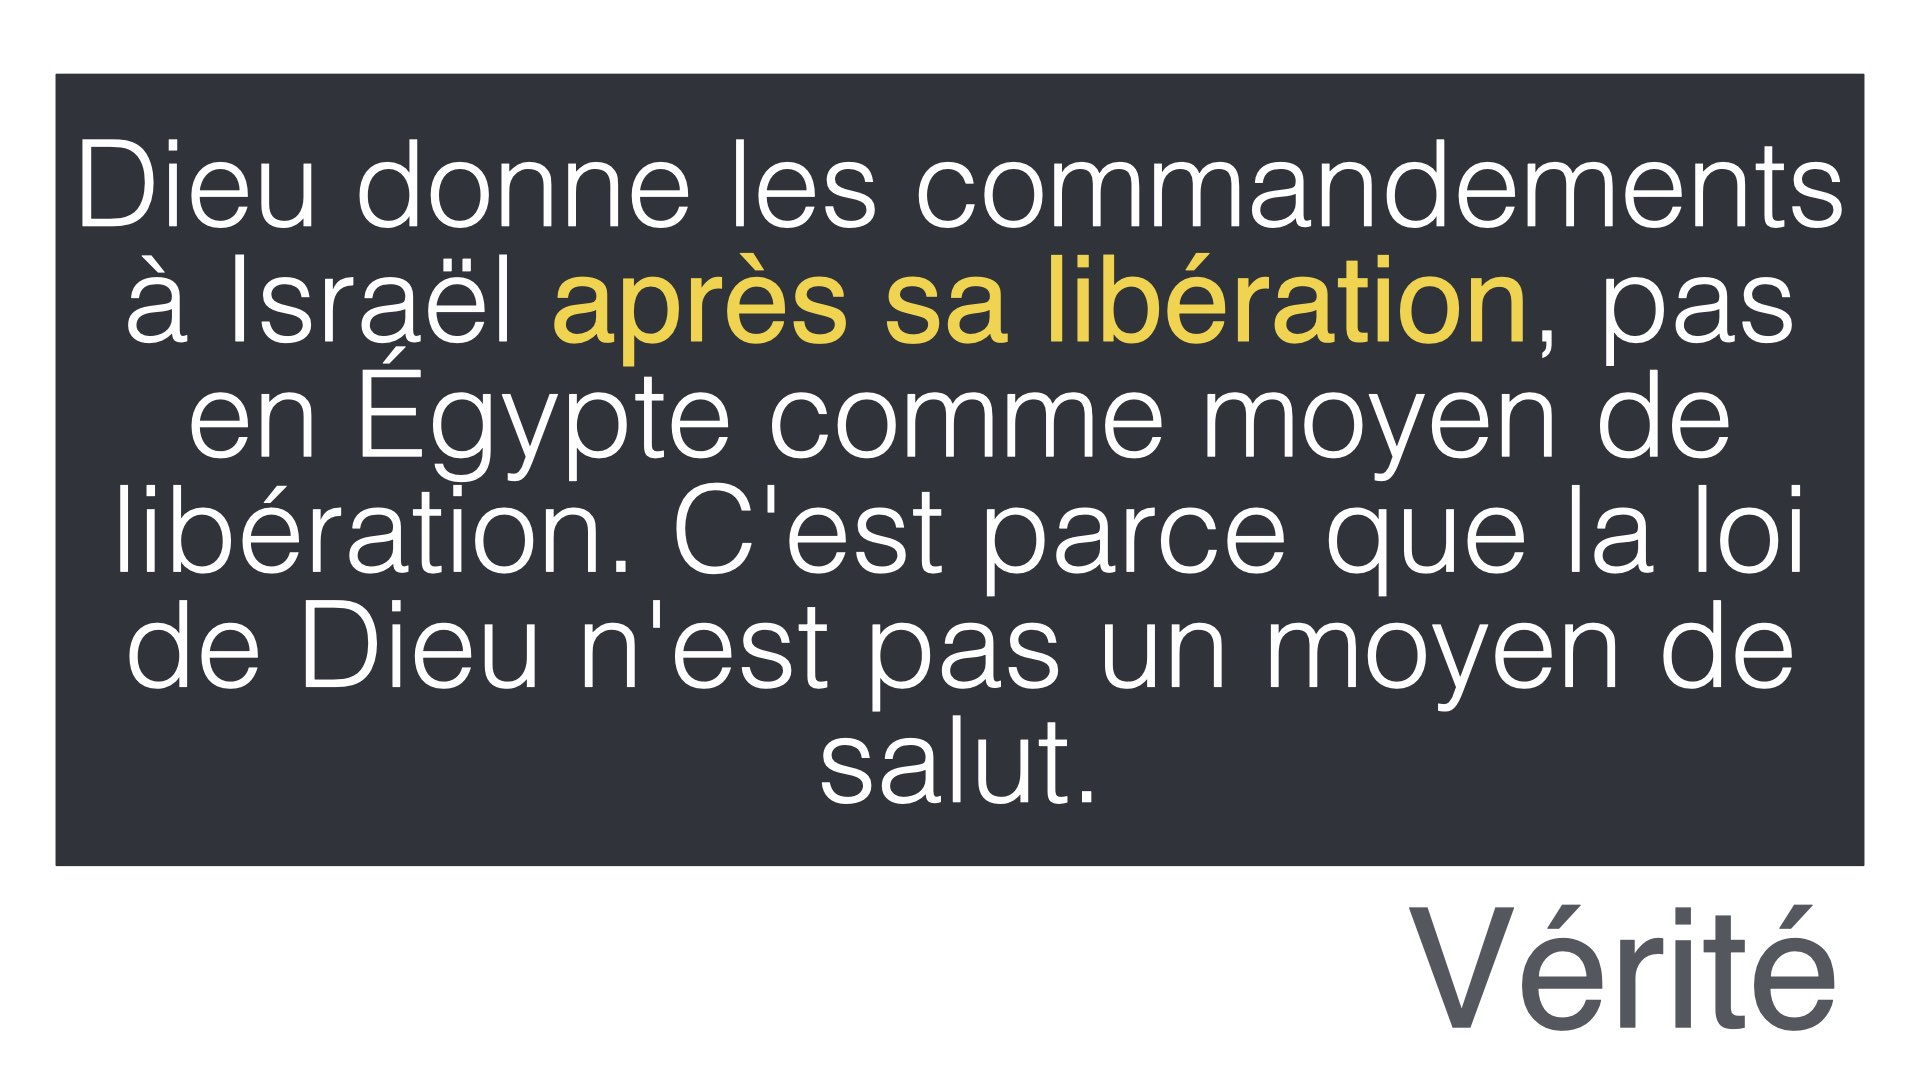 Dieu donne les commandements
à Israël après sa libération, pas
en Égypte comme moyen de
libération. C'est parce que la loi
de Dieu n'est pas un moyen de
salut.
Vérité